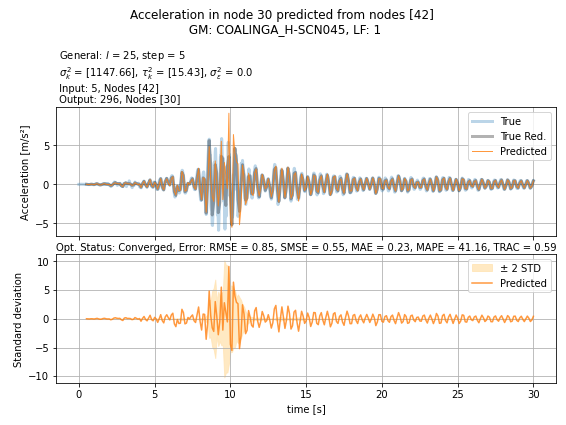 Acceleration in node 30 predicted from nodes [42]
GM: COALINGA_H-SCN045, LF: 1
General: l = 25, step = 5
σ²ₖ = [1147.66], τ²ₖ = [15.43], σ²ₑ = 0.0
Input: 5, Nodes [42]
Output: 296, Nodes [30]
Acceleration [m/s²]
5
0
−5
True
True Red.
Predicted
Opt. Status: Converged, Error: RMSE = 0.85, SMSE = 0.55, MAE = 0.23, MAPE = 41.16, TRAC = 0.59
Standard deviation
10
5
0
−5
−10
± 2 STD
Predicted
0 5 10 15 20 25 30
time [s]